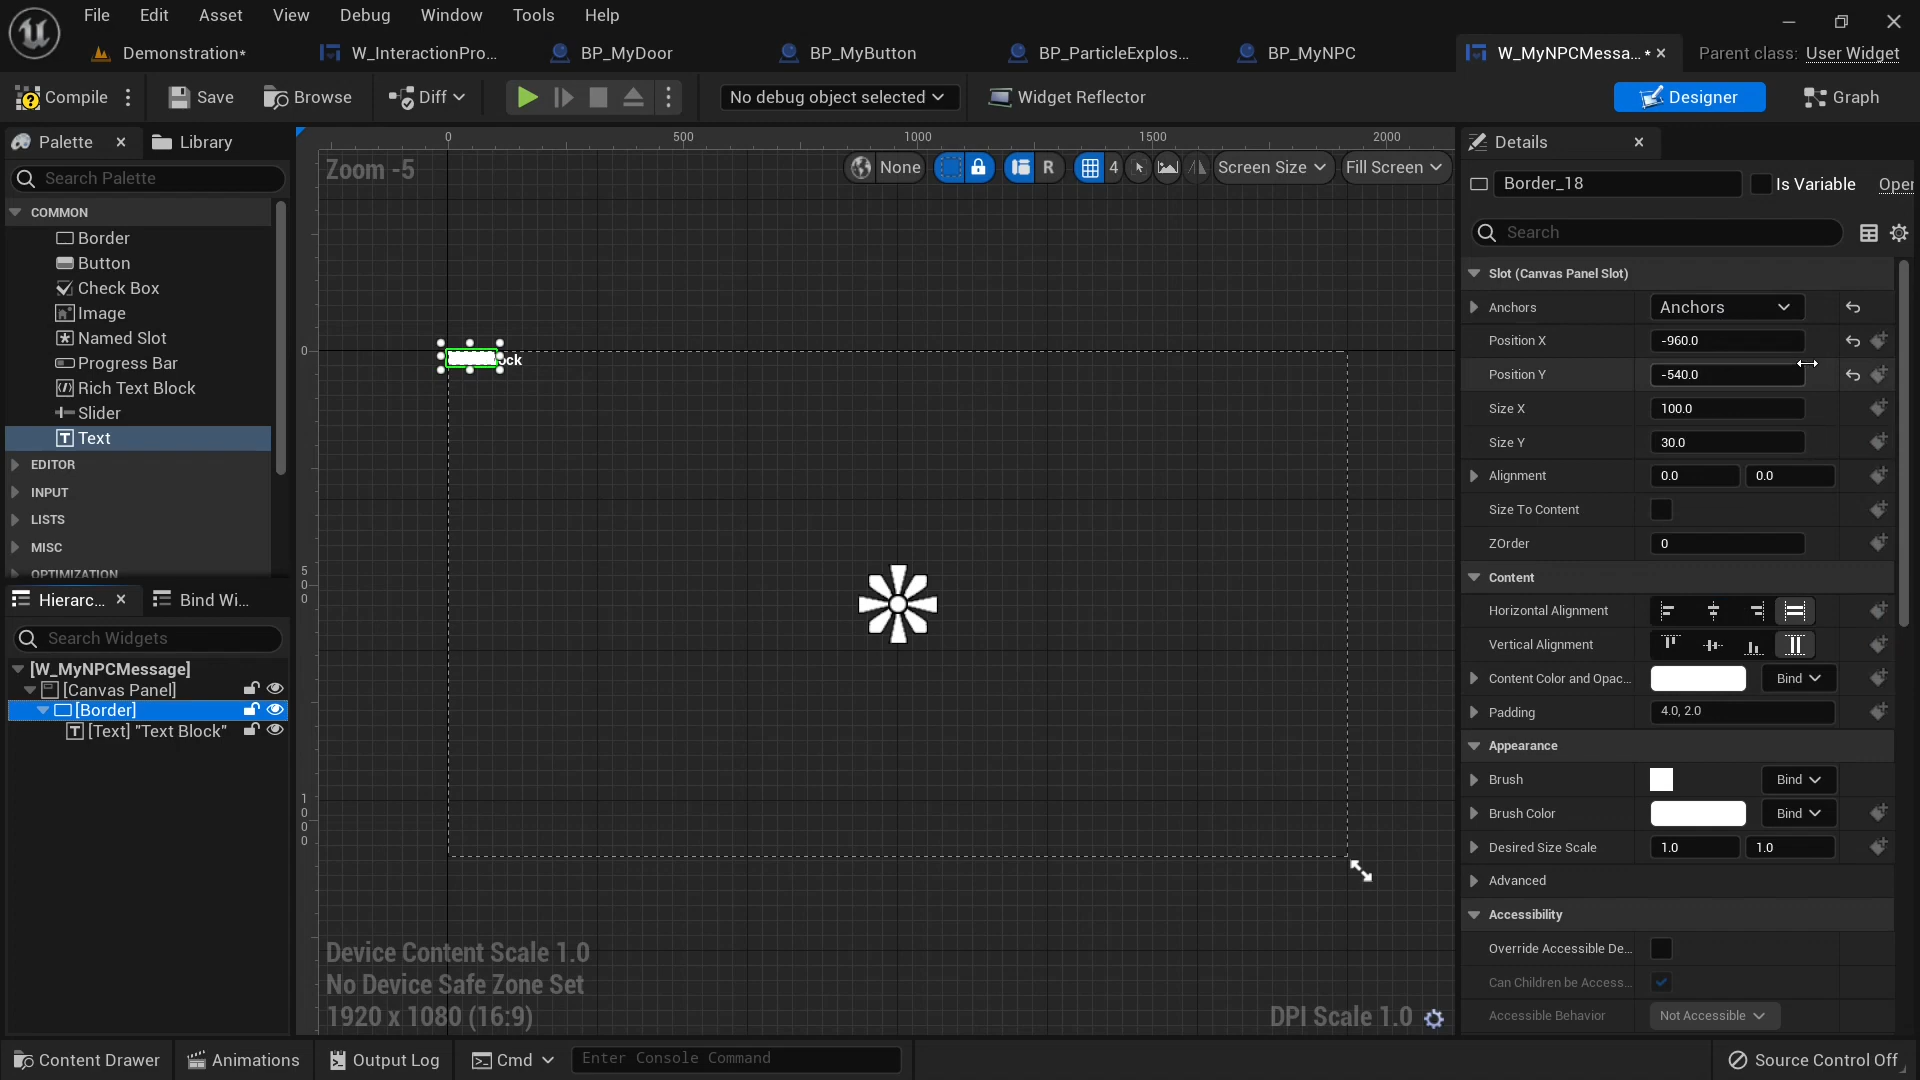 File Edit Asset View Debug Window Tools Help
Demonstration* W_InteractionPro... BP_MyDoor BP_MyButton BP_ParticleExplos... BP_MyNPC W_MyNPCMessa... * Parent class: User Widget
Compile Save Browse Diff No debug object selected Widget Reflector Designer Graph
Palette Library
Search Palette
COMMON
Border
Button
Check Box
Image
Named Slot
Progress Bar
Rich Text Block
Slider
Text
EDITOR
INPUT
LISTS
MISC
OPTIMIZATION
Hierarc... Bind Wi...
Search Widgets
[W_MyNPCMessage]
[Canvas Panel]
[Border]
[Text] "Text Block"
0 500 1000 1500 2000
Zoom -5 None R 4 Screen Size Fill Screen
0
ock
500
1000
Device Content Scale 1.0
No Device Safe Zone Set
1920 x 1080 (16:9) DPI Scale 1.0
Details
Border_18 Is Variable Oper
Search
Slot (Canvas Panel Slot)
Anchors Anchors
Position X -960.0
Position Y -540.0
Size X 100.0
Size Y 30.0
Alignment 0.0 0.0
Size To Content
ZOrder 0
Content
Horizontal Alignment
Vertical Alignment
Content Color and Opac... Bind
Padding 4.0, 2.0
Appearance
Brush Bind
Brush Color Bind
Desired Size Scale 1.0 1.0
Advanced
Accessibility
Override Accessible De...
Can Children be Access...
Accessible Behavior Not Accessible
Content Drawer Animations Output Log Cmd Enter Console Command Source Control Off